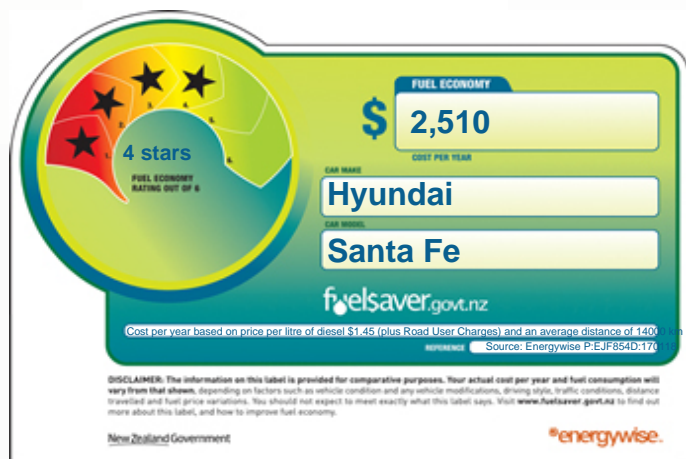 FUEL ECONOMY
$ 2,510
COST PER YEAR
1.
2.
3.
4.
5.
6.
4 stars
FUEL ECONOMY
RATING OUT OF 6
CAR MAKE
Hyundai
CAR MODEL
Santa Fe
fuelsaver.govt.nz
Cost per year based on price per litre of diesel $1.45 (plus Road User Charges) and an average distance of 14000 km
REFERENCE Source: Energywise P:EJF854D:
DISCLAIMER: The information on this label is provided for comparative purposes. Your actual cost per year and fuel consumption will
vary from that shown, depending on factors such as vehicle condition and any vehicle modifications, driving style, traffic conditions, distance
travelled and fuel price variations. You should not expect to meet exactly what this label says. Visit www.fuelsaver.govt.nz to find out
more about this label, and how to improve fuel economy.
New Zealand Government
energywise.